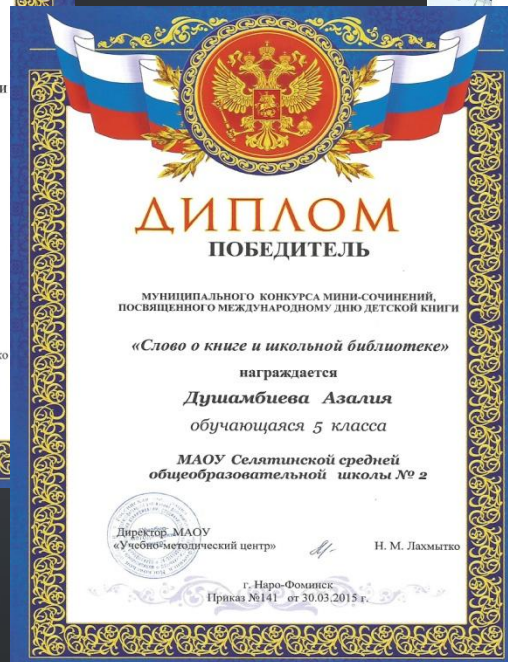 ДИПЛОМ
ПОБЕДИТЕЛЬ
МУНИЦИПАЛЬНОГО КОНКУРСА МИНИ-СОЧИНЕНИЙ,
ПОСВЯЩЕННОГО МЕЖДУНАРОДНОМУ ДНЮ ДЕТСКОЙ КНИГИ
«Слово о книге и школьной библиотеке»
награждается
Душамбиева Азалия
обучающаяся 5 класса
МАОУ Селятинской средней
общеобразовательной школы № 2
Директор МАОУ
«Учебно-методический центр» Н. М. Лахмытко
г. Наро-Фоминск
Приказ №141 от 30.03.2015 г.